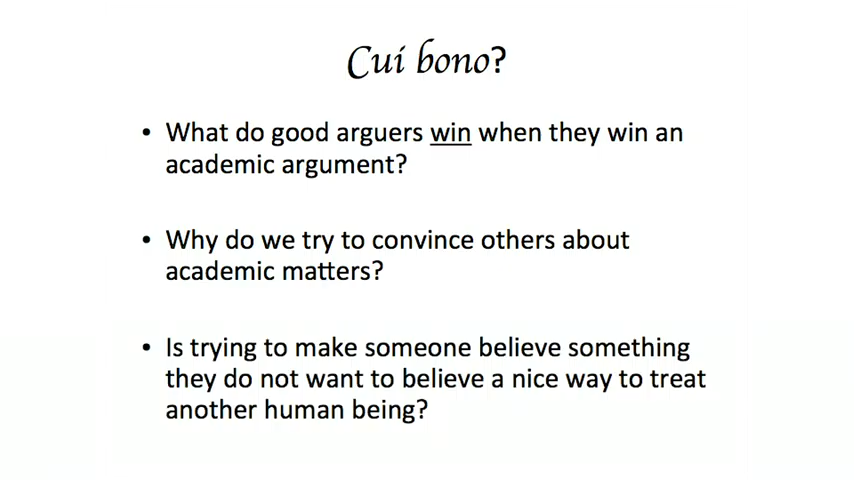 Cui bono?
• What do good arguers win when they win an
academic argument?
• Why do we try to convince others about
academic matters?
• Is trying to make someone believe something
they do not want to believe a nice way to treat
another human being?